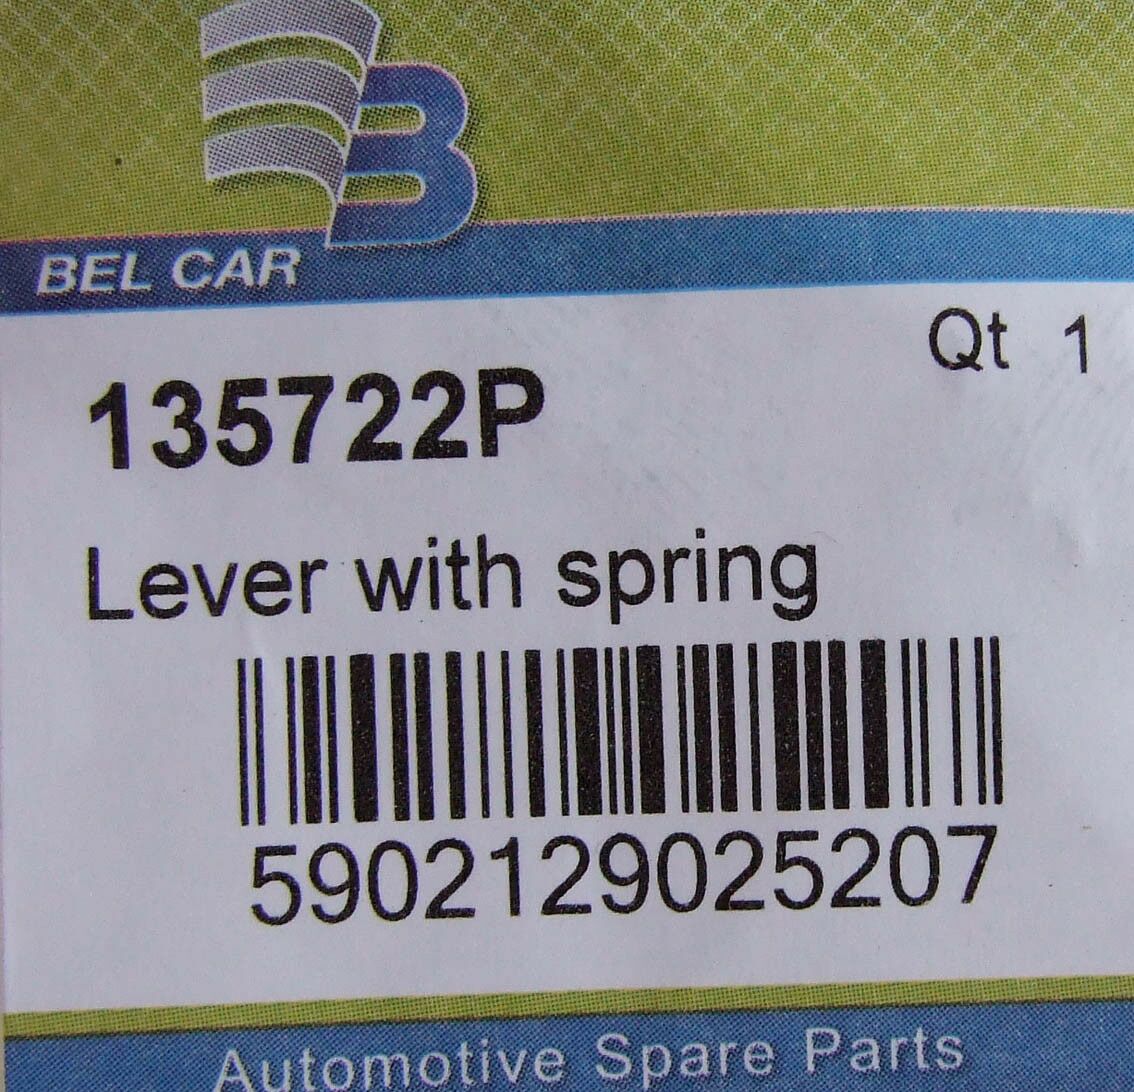 B
BEL CAR
Qt 1
135722P
Lever with spring
5902129025207
Automotive Spare Parts